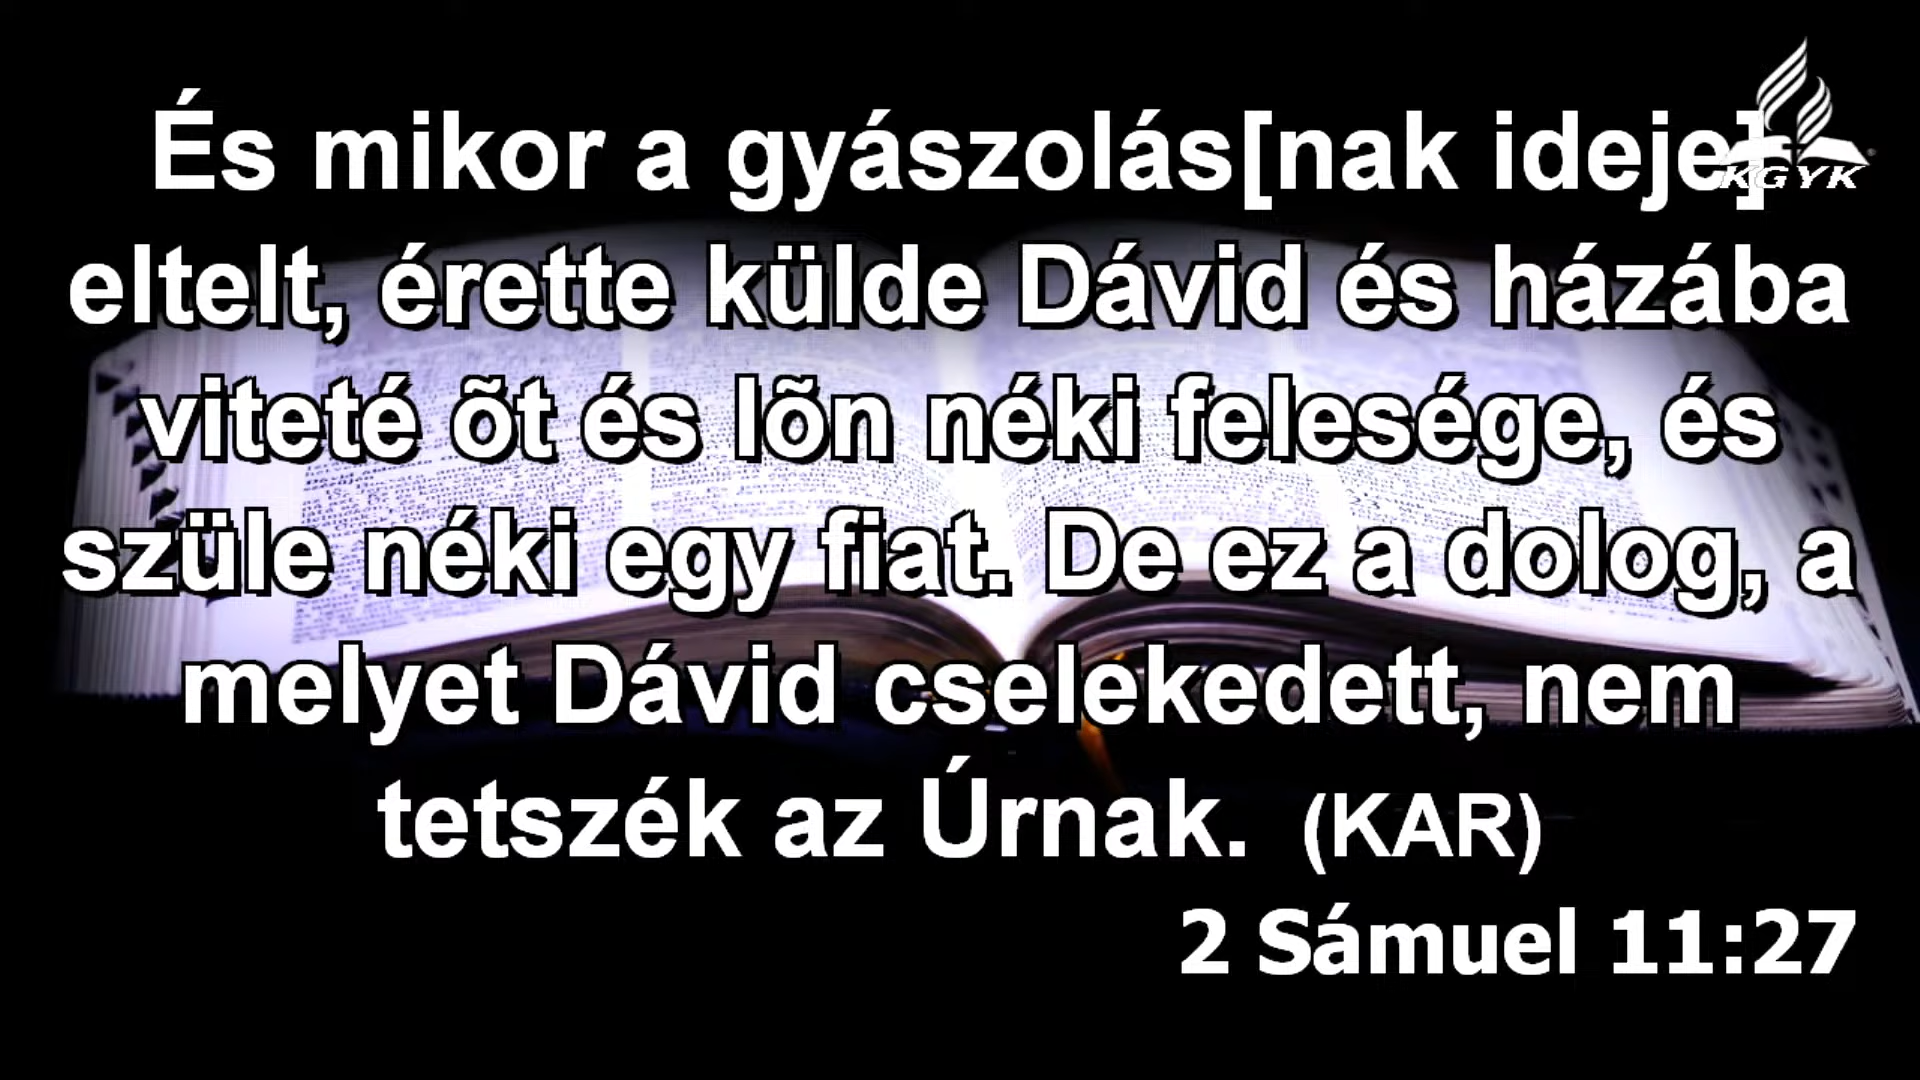 És mikor a gyászolás[nak ideje]
eltelt, érette külde Dávid és házába
viteté õt és lõn néki felesége, és
szüle néki egy fiat. De ez a dolog, a
melyet Dávid cselekedett, nem
tetszék az Úrnak. (KAR)
2 Sámuel 11:27
KGYK